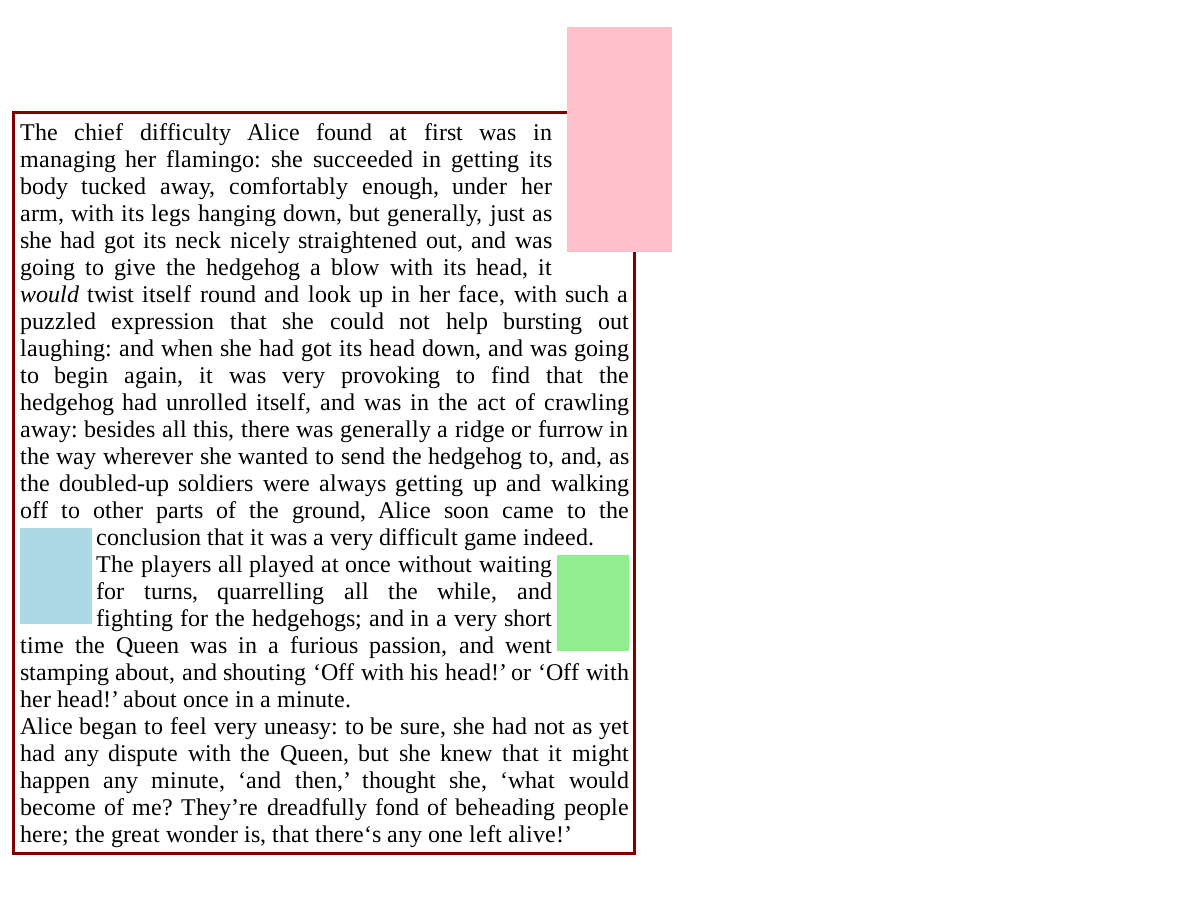 The chief difficulty Alice found at first was in
managing her flamingo: she succeeded in getting its
body tucked away, comfortably enough, under her
arm, with its legs hanging down, but generally, just as
she had got its neck nicely straightened out, and was
going to give the hedgehog a blow with its head, it
would twist itself round and look up in her face, with such a
puzzled expression that she could not help bursting out
laughing: and when she had got its head down, and was going
to begin again, it was very provoking to find that the
hedgehog had unrolled itself, and was in the act of crawling
away: besides all this, there was generally a ridge or furrow in
the way wherever she wanted to send the hedgehog to, and, as
the doubled-up soldiers were always getting up and walking
off to other parts of the ground, Alice soon came to the
conclusion that it was a very difficult game indeed.
The players all played at once without waiting
for turns, quarrelling all the while, and
fighting for the hedgehogs; and in a very short
time the Queen was in a furious passion, and went
stamping about, and shouting ‘Off with his head!’ or ‘Off with
her head!’ about once in a minute.
Alice began to feel very uneasy: to be sure, she had not as yet
had any dispute with the Queen, but she knew that it might
happen any minute, ‘and then,’ thought she, ‘what would
become of me? They’re dreadfully fond of beheading people
here; the great wonder is, that there‘s any one left alive!’